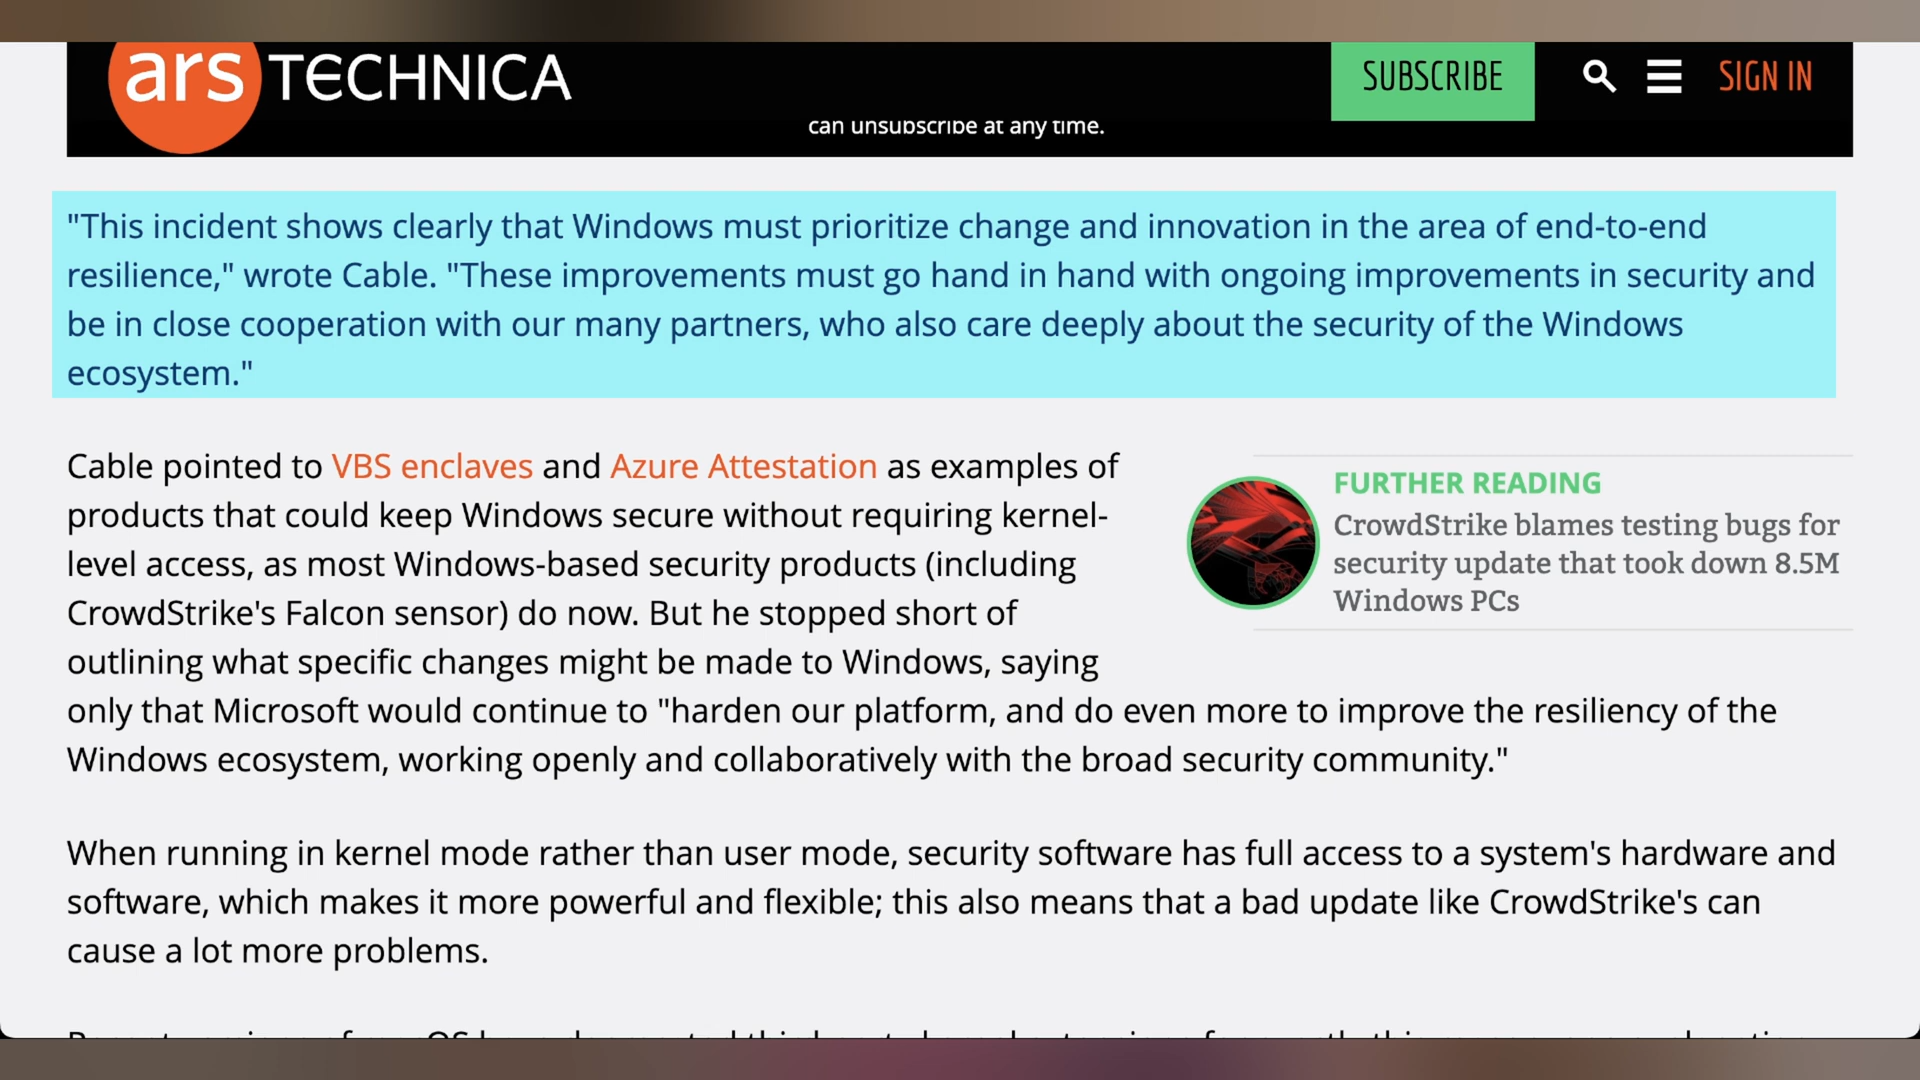 ars TECHNICA
SUBSCRIBE
SIGN IN
can unsubscribe at any time.
"This incident shows clearly that Windows must prioritize change and innovation in the area of end-to-end
resilience," wrote Cable. "These improvements must go hand in hand with ongoing improvements in security and
be in close cooperation with our many partners, who also care deeply about the security of the Windows
ecosystem."
Cable pointed to VBS enclaves and Azure Attestation as examples of
products that could keep Windows secure without requiring kernel-
level access, as most Windows-based security products (including
CrowdStrike's Falcon sensor) do now. But he stopped short of
outlining what specific changes might be made to Windows, saying
only that Microsoft would continue to "harden our platform, and do even more to improve the resiliency of the
Windows ecosystem, working openly and collaboratively with the broad security community."
FURTHER READING
CrowdStrike blames testing bugs for
security update that took down 8.5M
Windows PCs
When running in kernel mode rather than user mode, security software has full access to a system's hardware and
software, which makes it more powerful and flexible; this also means that a bad update like CrowdStrike's can
cause a lot more problems.